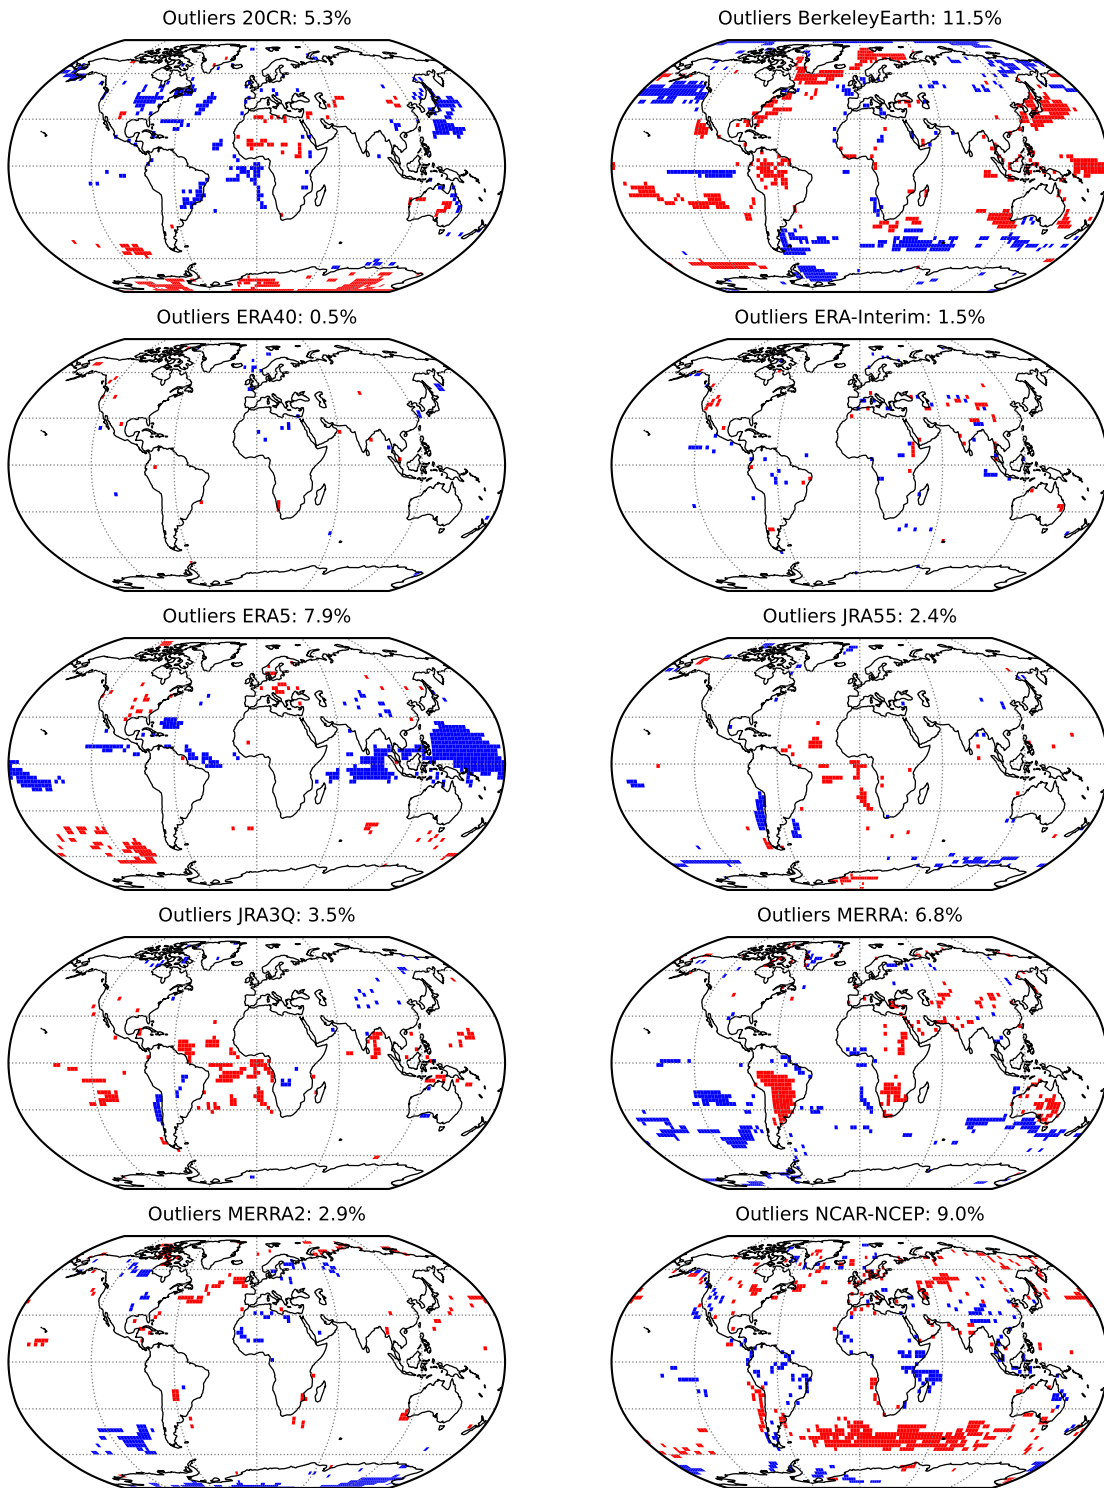 Outliers 20CR: 5.3%
Outliers BerkeleyEarth: 11.5%
Outliers ERA40: 0.5%
Outliers ERA-Interim: 1.5%
Outliers ERA5: 7.9%
Outliers JRA55: 2.4%
Outliers JRA3Q: 3.5%
Outliers MERRA: 6.8%
Outliers MERRA2: 2.9%
Outliers NCAR-NCEP: 9.0%